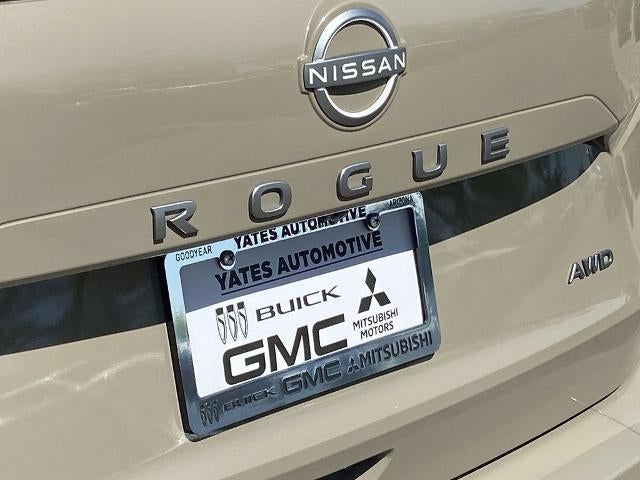 NISSAN
ROGUE
AWD
GOODYEAR YATES AUTOMOTIVE ARIZONA
YATES AUTOMOTIVE
BUICK
MITSUBISHI
MOTORS
GMC
BUICK GMC MITSUBISHI